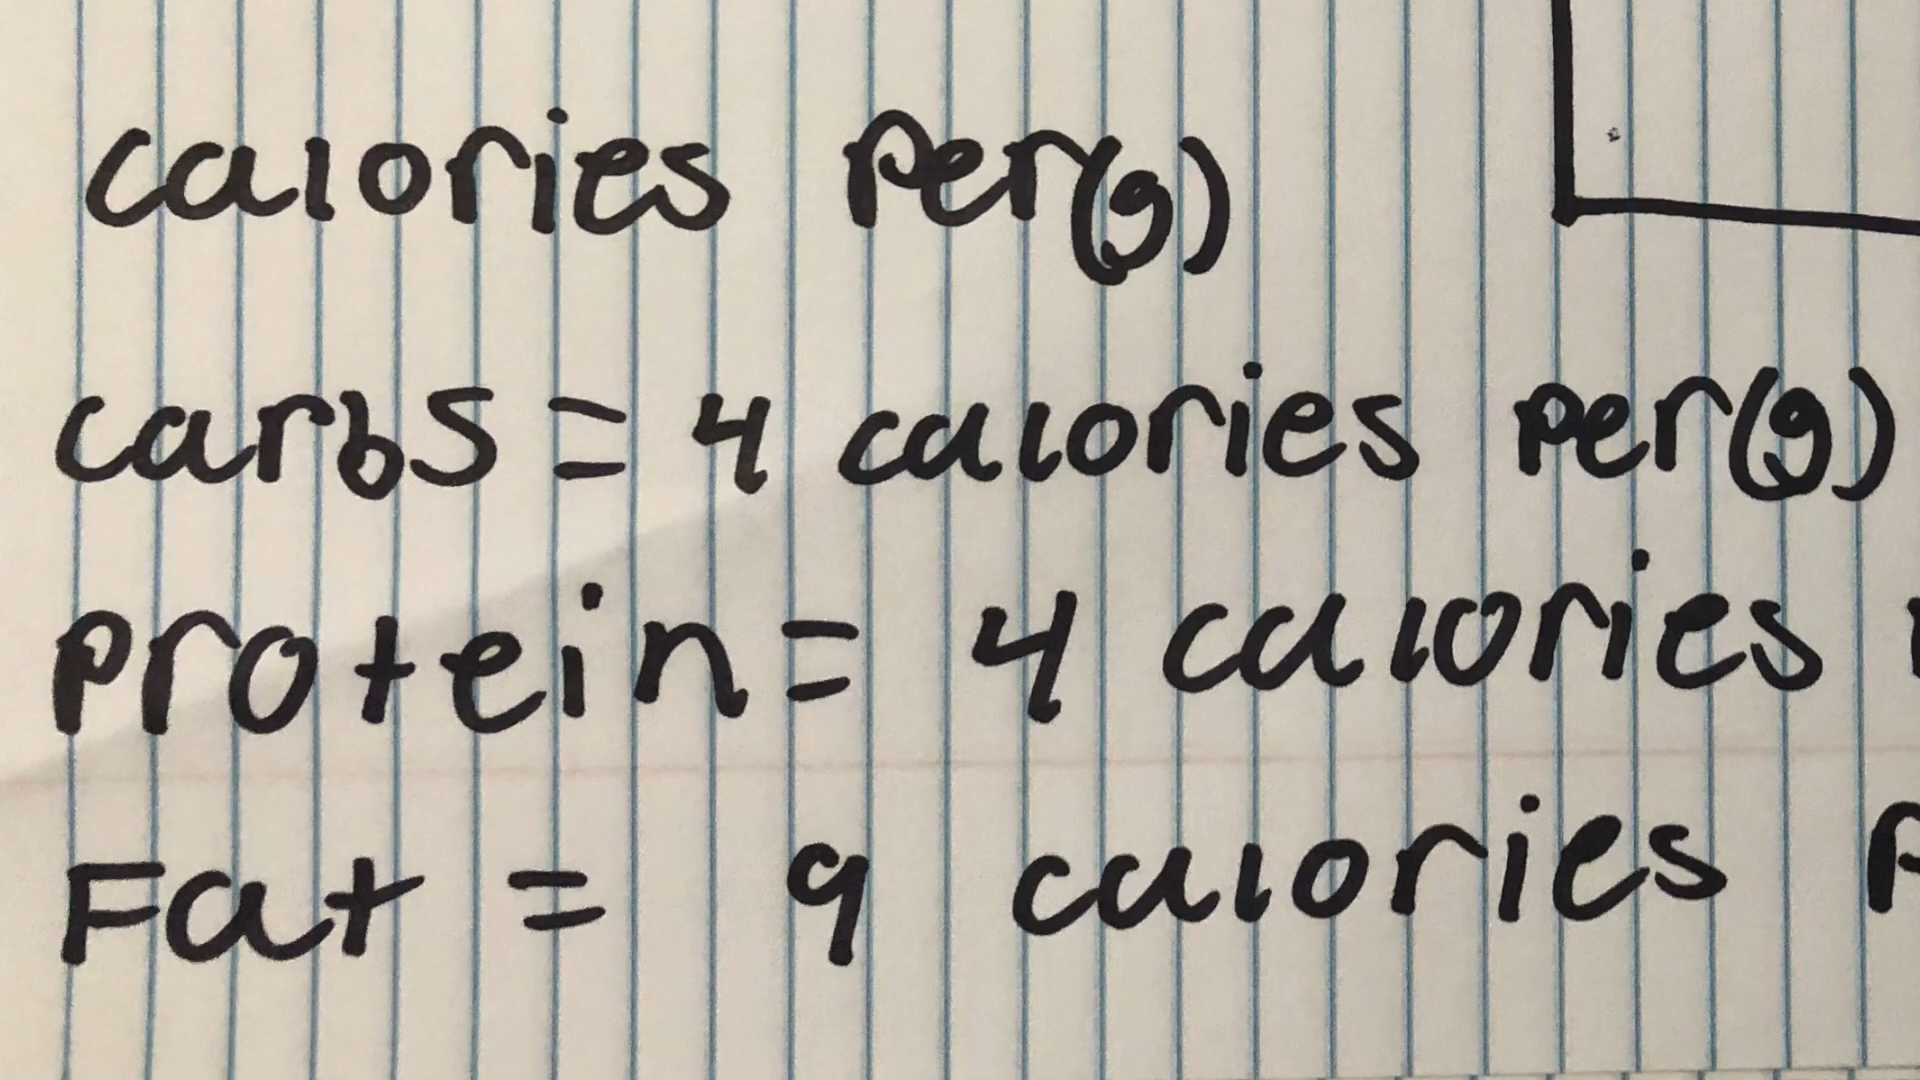 calories per(g)
carbs = 4 calories per(g)
protein = 4 calories
Fat = 9 calories